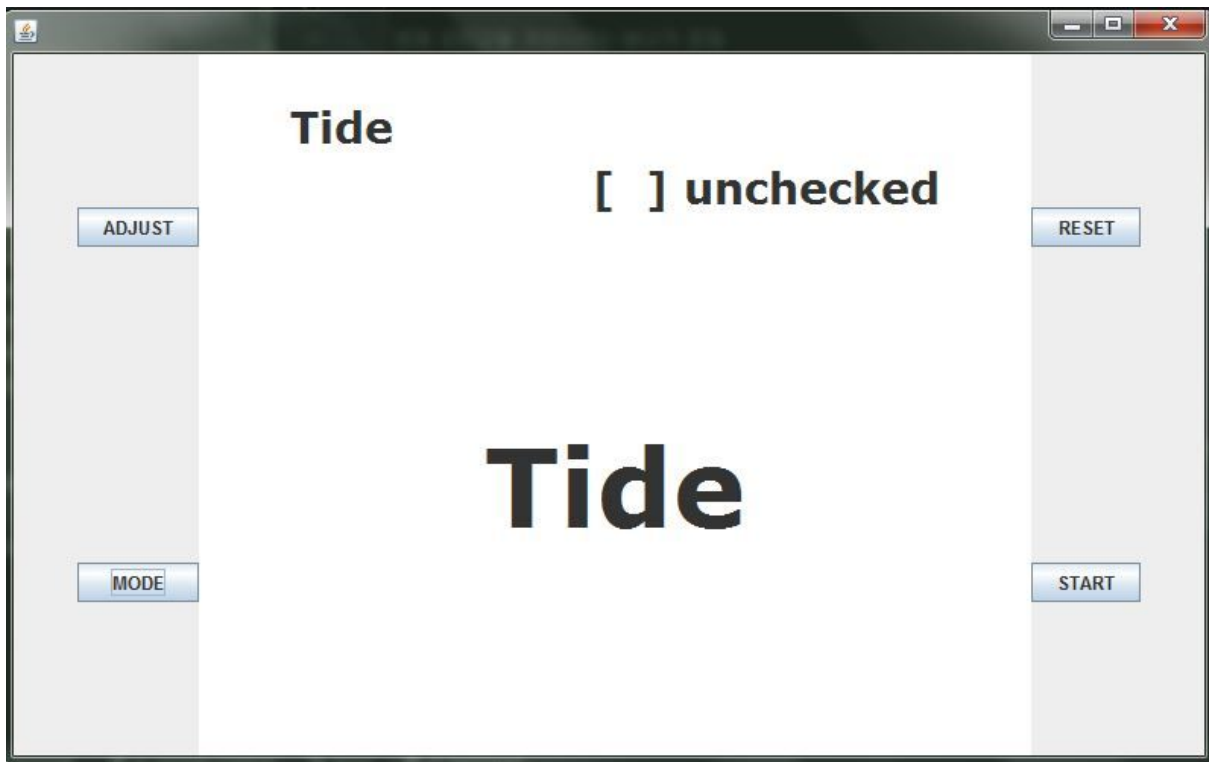 Tide
[ ] unchecked
ADJUST
RESET
Tide
MODE
START